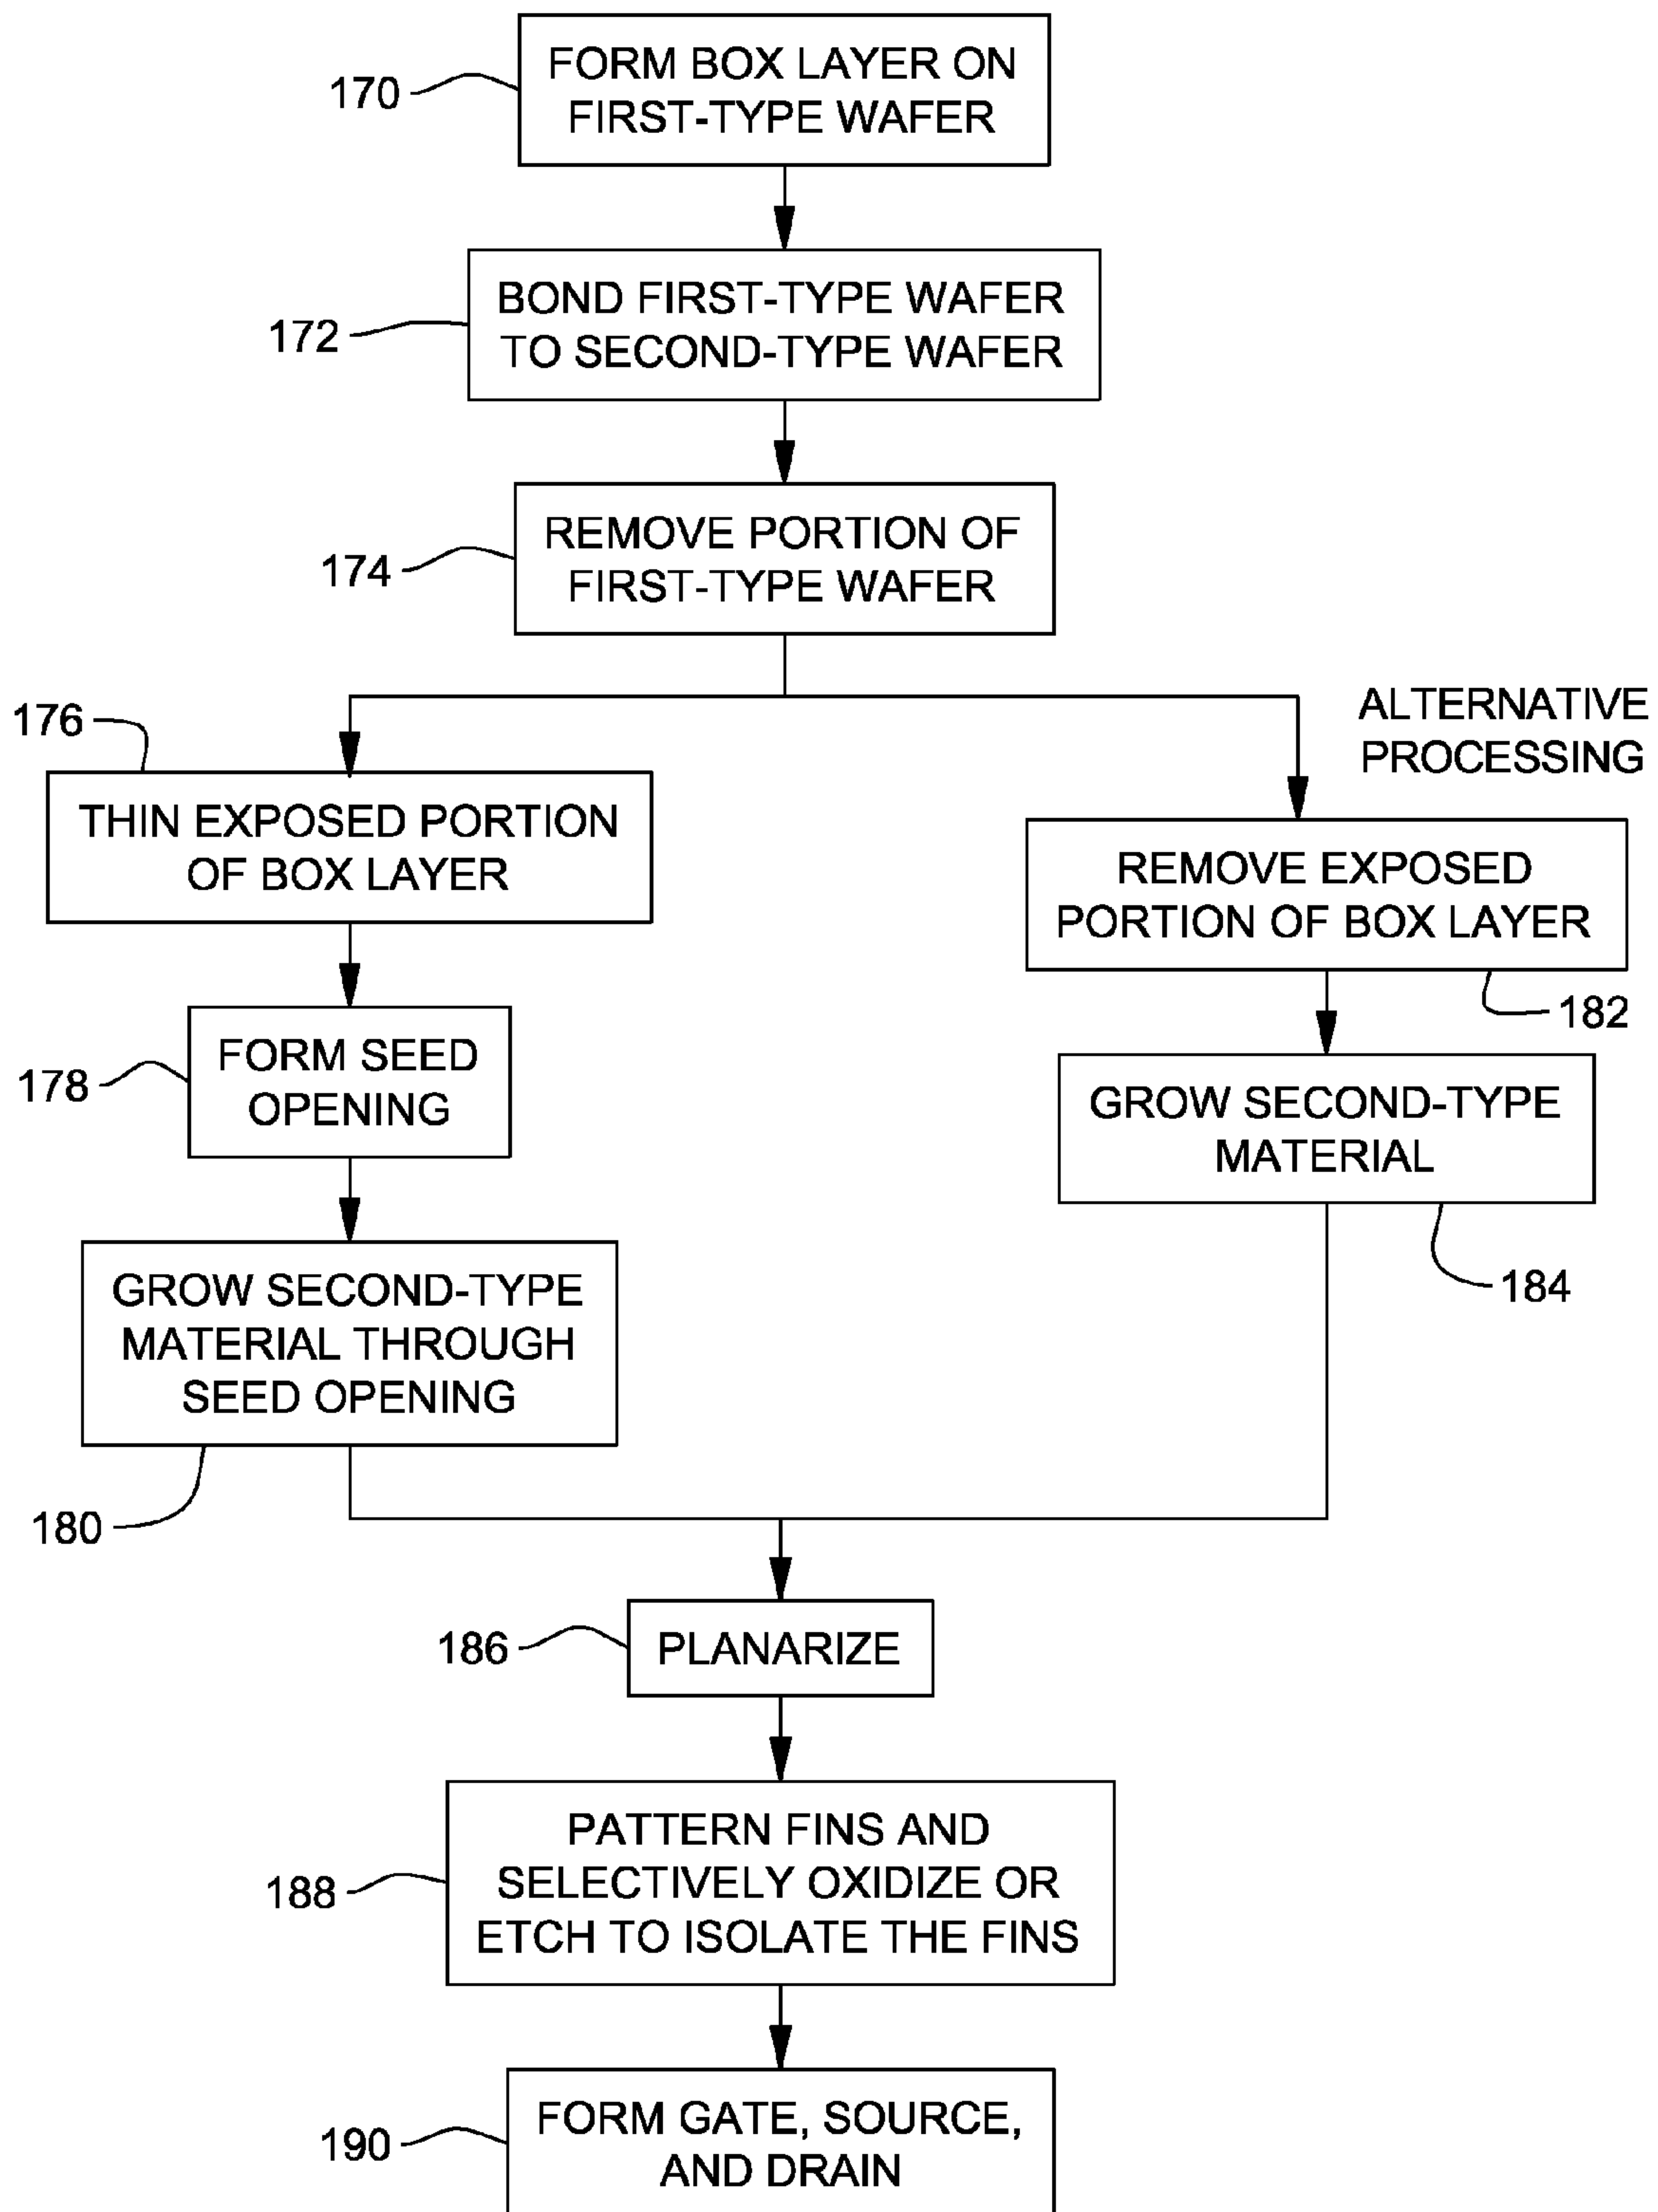 170
FORM BOX LAYER ON
FIRST-TYPE WAFER
172
BOND FIRST-TYPE WAFER
TO SECOND-TYPE WAFER
174
REMOVE PORTION OF
FIRST-TYPE WAFER
176
THIN EXPOSED PORTION
OF BOX LAYER
178
FORM SEED
OPENING
GROW SECOND-TYPE
MATERIAL THROUGH
SEED OPENING
180
ALTERNATIVE
PROCESSING
REMOVE EXPOSED
PORTION OF BOX LAYER
182
GROW SECOND-TYPE
MATERIAL
184
186
PLANARIZE
188
PATTERN FINS AND
SELECTIVELY OXIDIZE OR
ETCH TO ISOLATE THE FINS
190
FORM GATE, SOURCE,
AND DRAIN